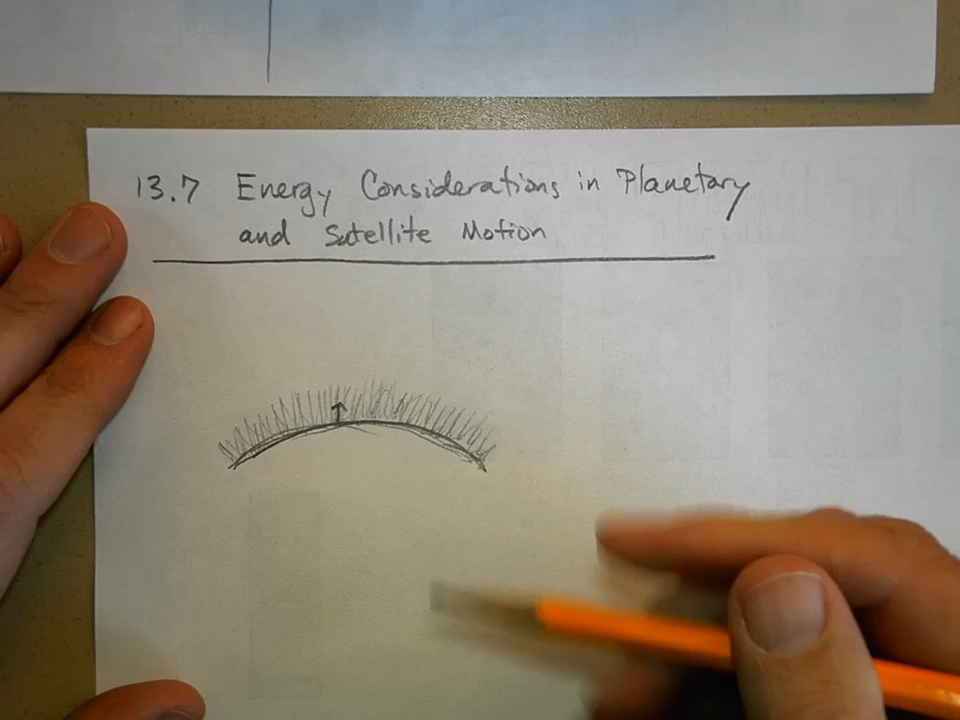 13.7 Energy Considerations in Planetary
and Satellite Motion